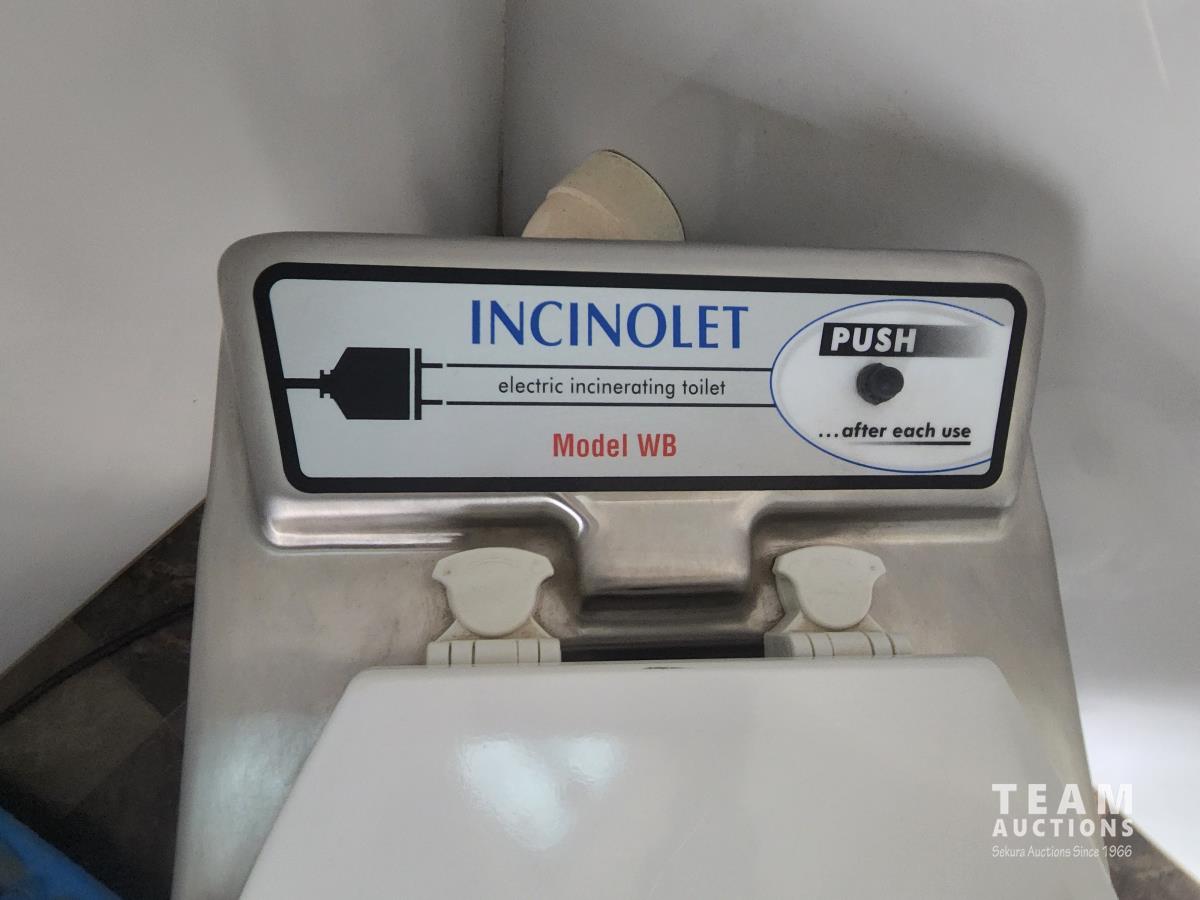 INCINOLET
electric incinerating toilet
Model WB
PUSH
...after each use
TEAM
AUCTIONS
Sekura Auctions Since 1966